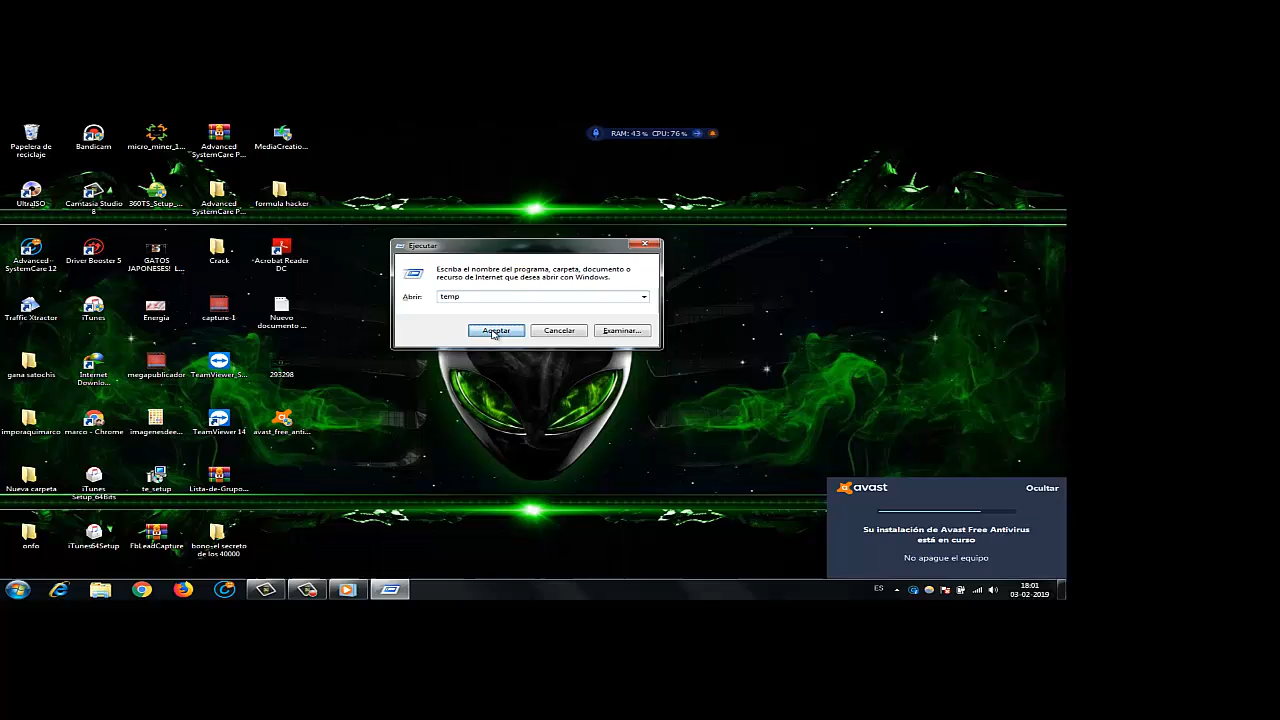 Papelera de
reciclaje
Bandicam
micro_miner_1...
Advanced
SystemCare P...
MediaCreatio...
RAM: 43 % CPU: 76 %
UltraISO
Camtasia Studio
8
360TS_Setup_...
Advanced
SystemCare P...
formula hacker
Advanced
SystemCare 12
Driver Booster 5
GATOS
JAPONESES! L...
Crack
Acrobat Reader
DC
Traffic Xtractor
iTunes
Energia
capture-1
Nuevo
documento ...
gana satochis
Internet
Downlo...
megapublicador
TeamViewer_S...
293298
imporaquimarco
marco - Chrome
imagenesdee...
TeamViewer 14
avast_free_anti...
Nueva carpeta
iTunes
Setup_64Bits
te_setup
Lista-de-Grupo...
onfo
iTunes64Setup
FbLeadCapture
bono-el secreto
de los 40000
Ejecutar
Escriba el nombre del programa, carpeta, documento o
recurso de Internet que desea abrir con Windows.
Abrir:
temp
Aceptar
Cancelar
Examinar...
avast
Ocultar
Su instalación de Avast Free Antivirus
está en curso
No apague el equipo
ES
18:01
03-02-2019